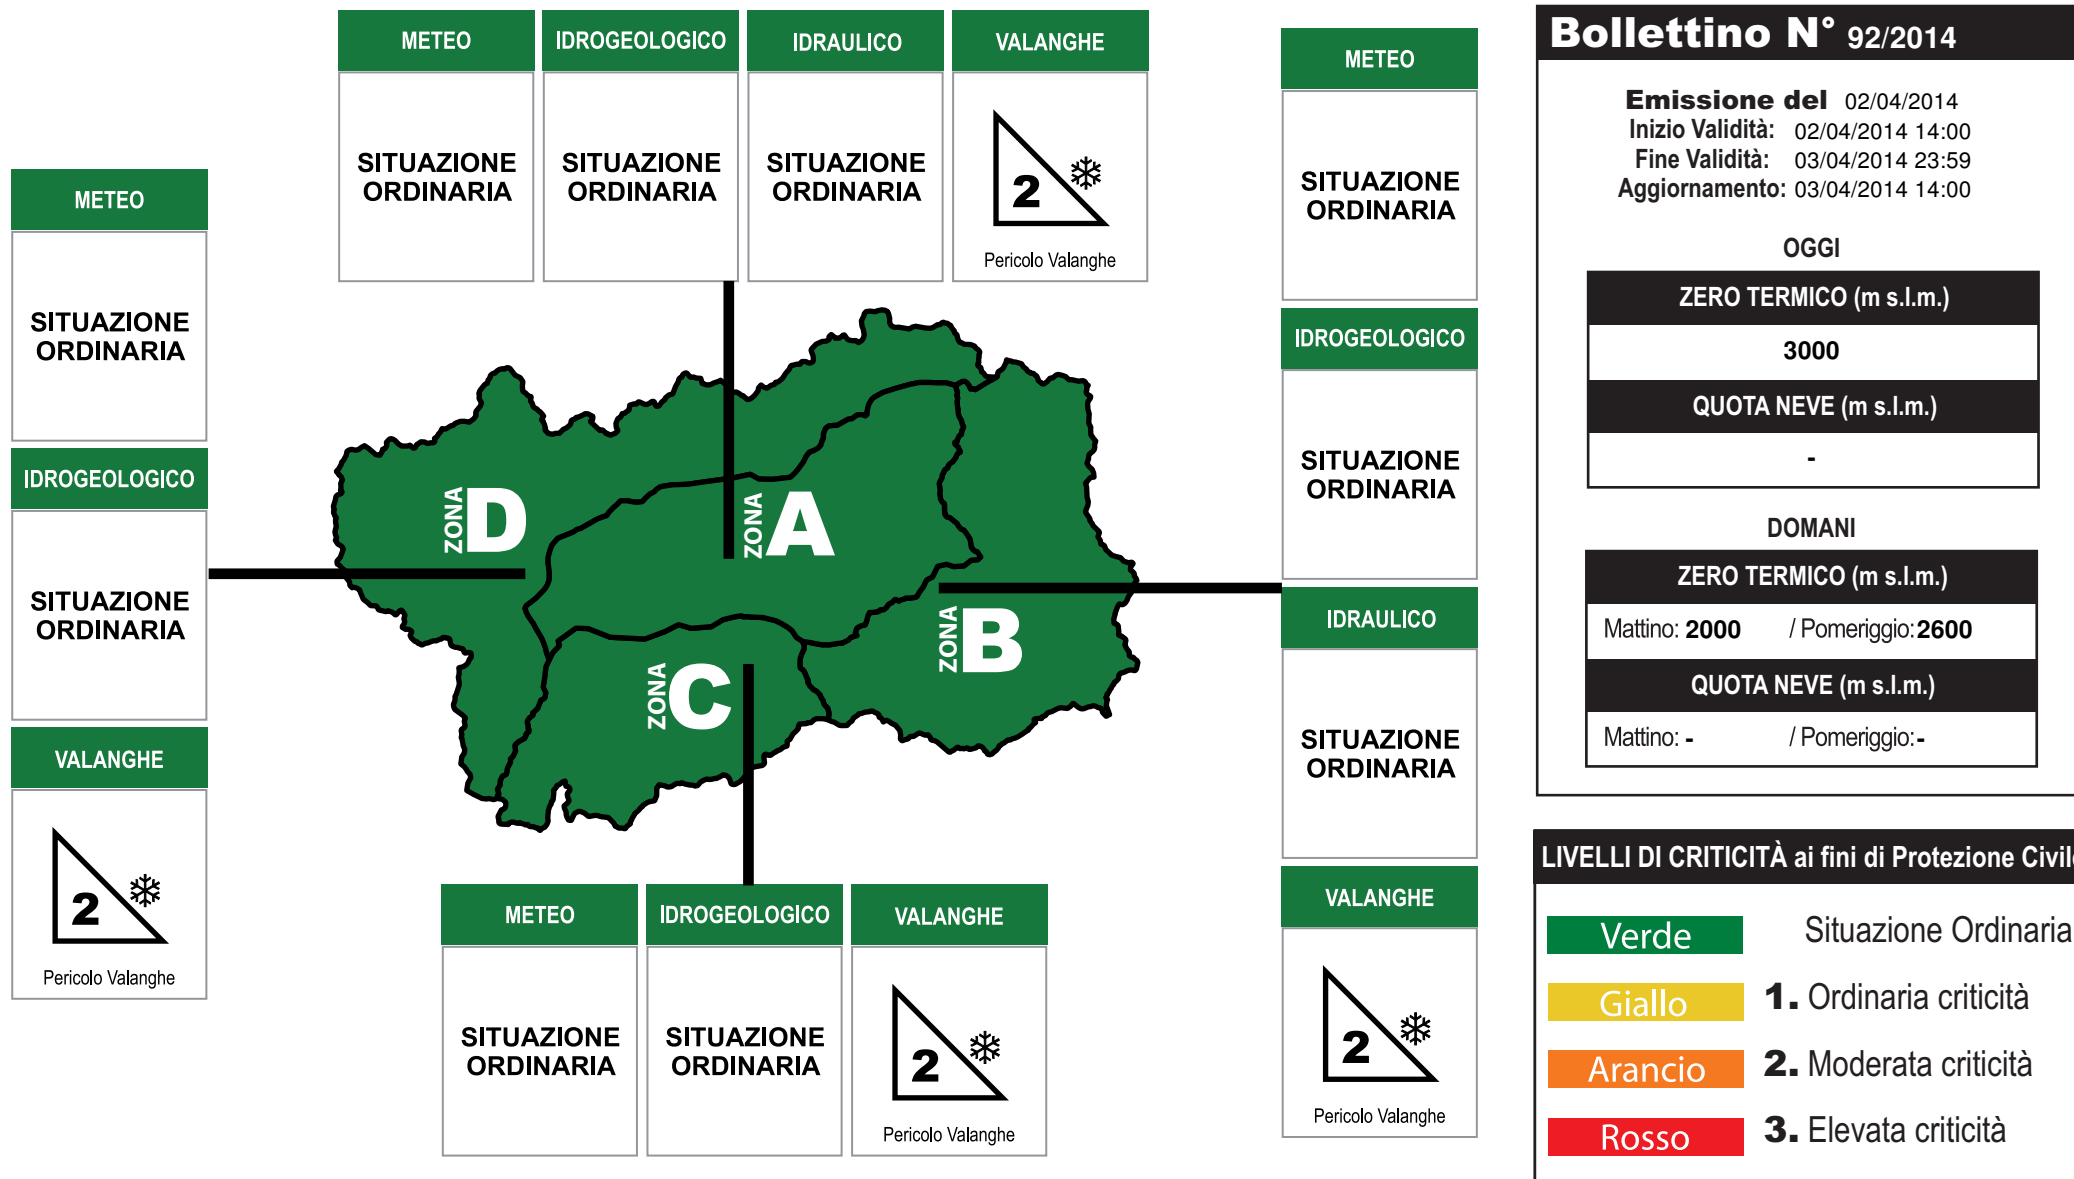 METEO IDROGEOLOGICO IDRAULICO VALANGHE
SITUAZIONE ORDINARIA
SITUAZIONE ORDINARIA
SITUAZIONE ORDINARIA
2
Pericolo Valanghe
METEO
SITUAZIONE
ORDINARIA
IDROGEOLOGICO
SITUAZIONE
ORDINARIA
VALANGHE
2
Pericolo Valanghe
ZONA D
ZONA A
ZONA B
ZONA C
METEO IDROGEOLOGICO VALANGHE
SITUAZIONE ORDINARIA
SITUAZIONE ORDINARIA
2
Pericolo Valanghe
METEO
SITUAZIONE
ORDINARIA
IDROGEOLOGICO
SITUAZIONE
ORDINARIA
IDRAULICO
SITUAZIONE
ORDINARIA
VALANGHE
2
Pericolo Valanghe
Bollettino N° 92/2014
Emissione del 02/04/2014
Inizio Validità: 02/04/2014 14:00
Fine Validità: 03/04/2014 23:59
Aggiornamento: 03/04/2014 14:00
OGGI
ZERO TERMICO (m s.l.m.)
3000
QUOTA NEVE (m s.l.m.)
-
DOMANI
ZERO TERMICO (m s.l.m.)
Mattino: 2000 / Pomeriggio: 2600
QUOTA NEVE (m s.l.m.)
Mattino: - / Pomeriggio: -
LIVELLI DI CRITICITÀ ai fini di Protezione Civile
Verde Situazione Ordinaria
Giallo 1. Ordinaria criticità
Arancio 2. Moderata criticità
Rosso 3. Elevata criticità